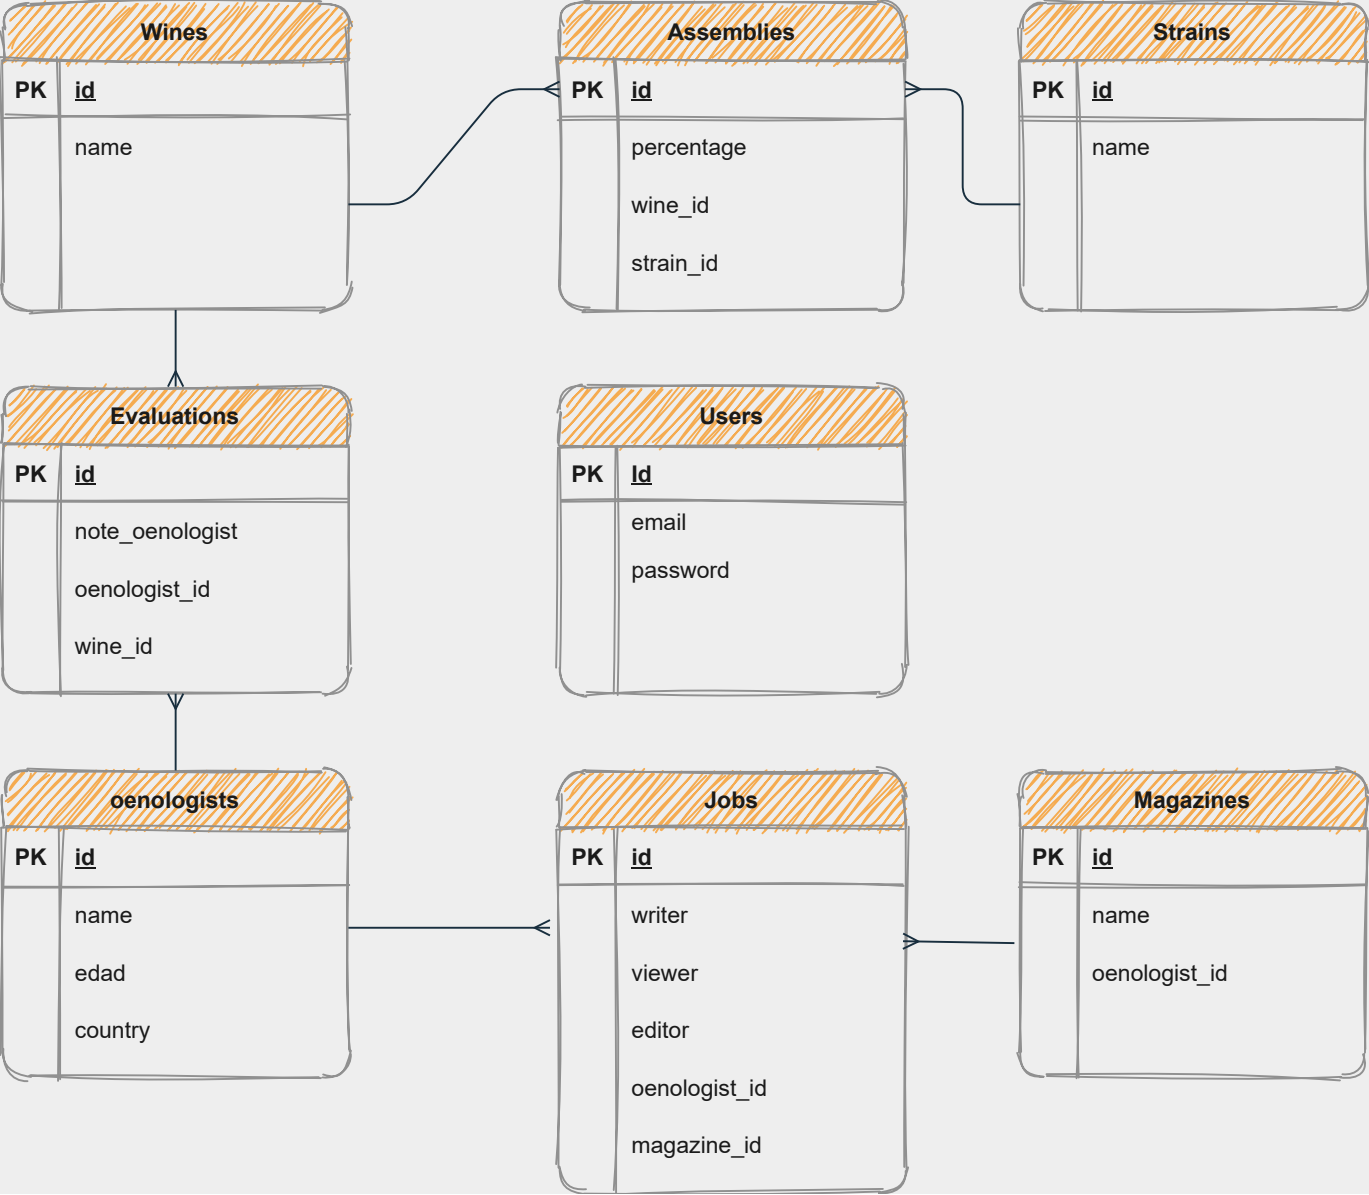 Wines
PK id
name
Assemblies
PK id
percentage
wine_id
strain_id
Strains
PK id
name
Evaluations
PK id
note_oenologist
oenologist_id
wine_id
Users
PK Id
email
password
oenologists
PK id
name
edad
country
Jobs
PK id
writer
viewer
editor
oenologist_id
magazine_id
Magazines
PK id
name
oenologist_id